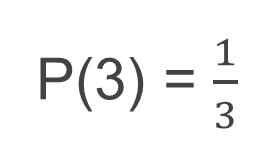 P(3) = 1/3